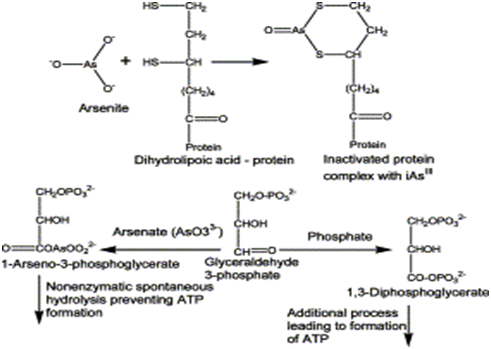 HS—CH2
CH2
HS—CH
(CH2)4
C=O
Protein
O-
-O—As
O-
+
Arsenite
Dihydrolipoic acid - protein
S—CH2
O=As
CH2
S—CH
(CH2)4
C=O
Protein
Inactivated protein
complex with iAsIII
CH2OPO32-
CHOH
O=COAsOO22-
1-Arseno-3-phosphoglycerate
Nonenzymatic spontaneous
hydrolysis preventing ATP
formation
Arsenate (AsO33-)
CH2O-PO32-
CHOH
CH=O
Glyceraldehyde
3-phosphate
Phosphate
CH2OPO32-
CHOH
CO-OPO32-
1,3-Diphosphoglycerate
Additional process
leading to formation
of ATP